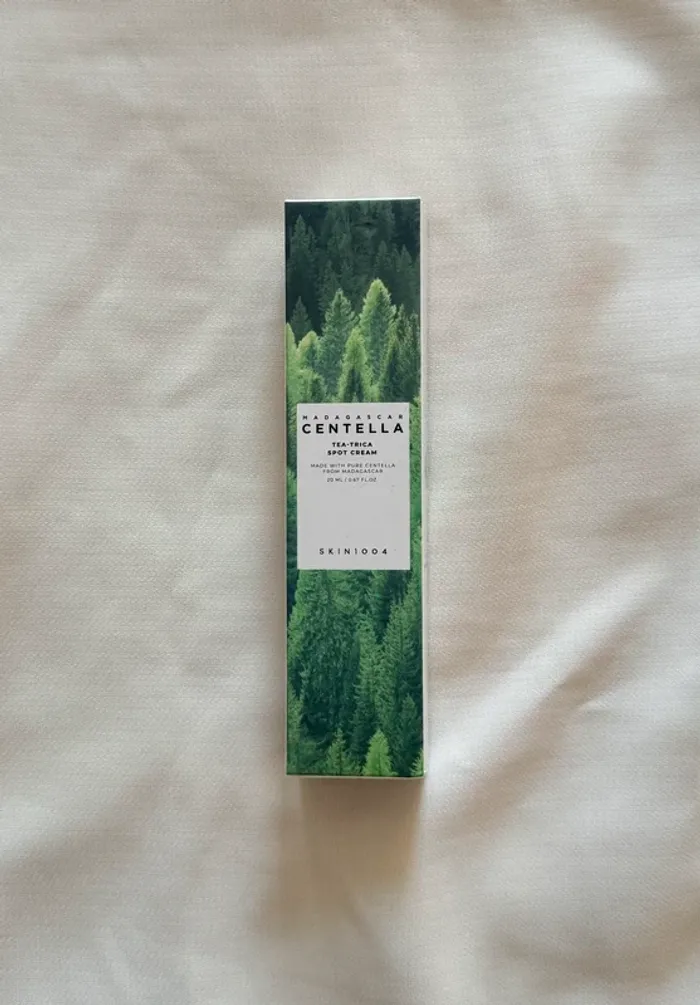 MADAGASCAR
CENTELLA
TEA-TRICA
SPOT CREAM
MADE WITH PURE CENTELLA
FROM MADAGASCAR
20 ML / 0.67 FL.OZ
SKIN1004